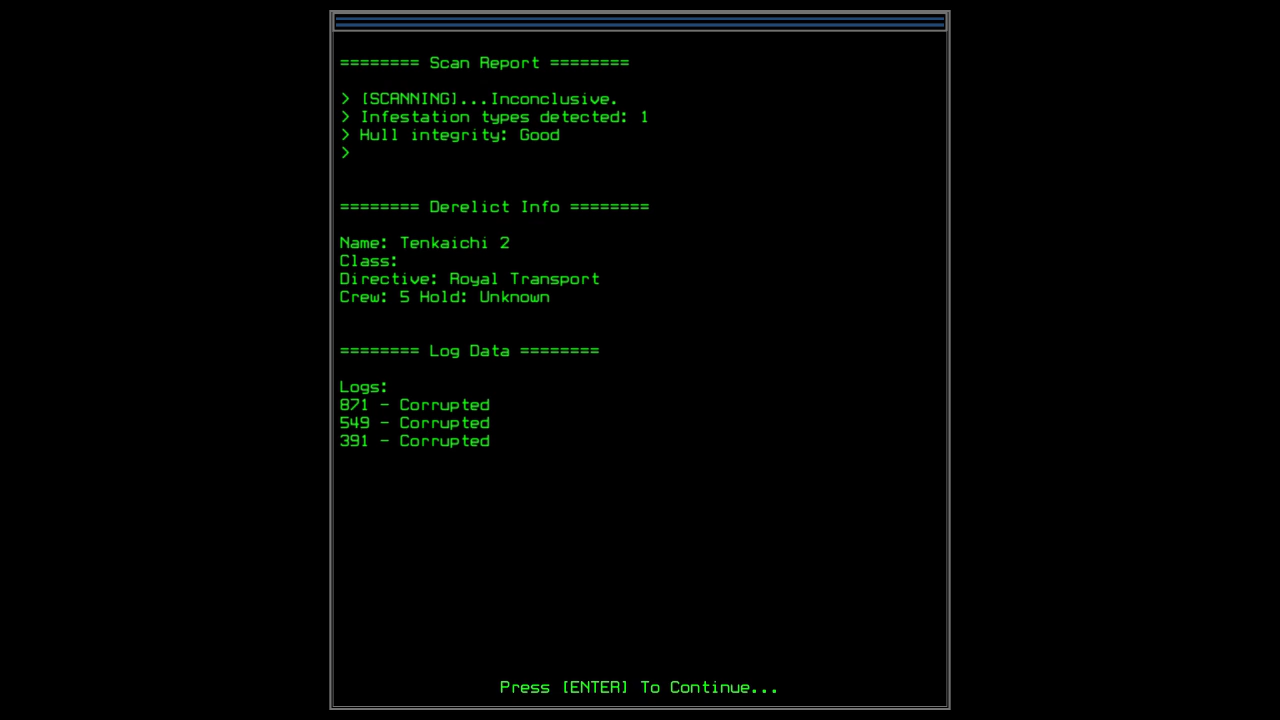 ======== Scan Report ========
> [SCANNING]...Inconclusive.
> Infestation types detected: 1
> Hull integrity: Good
>
======== Derelict Info ========
Name: Tenkaichi 2
Class:
Directive: Royal Transport
Crew: 5 Hold: Unknown
======== Log Data ========
Logs:
871 - Corrupted
549 - Corrupted
391 - Corrupted
Press [ENTER] To Continue...